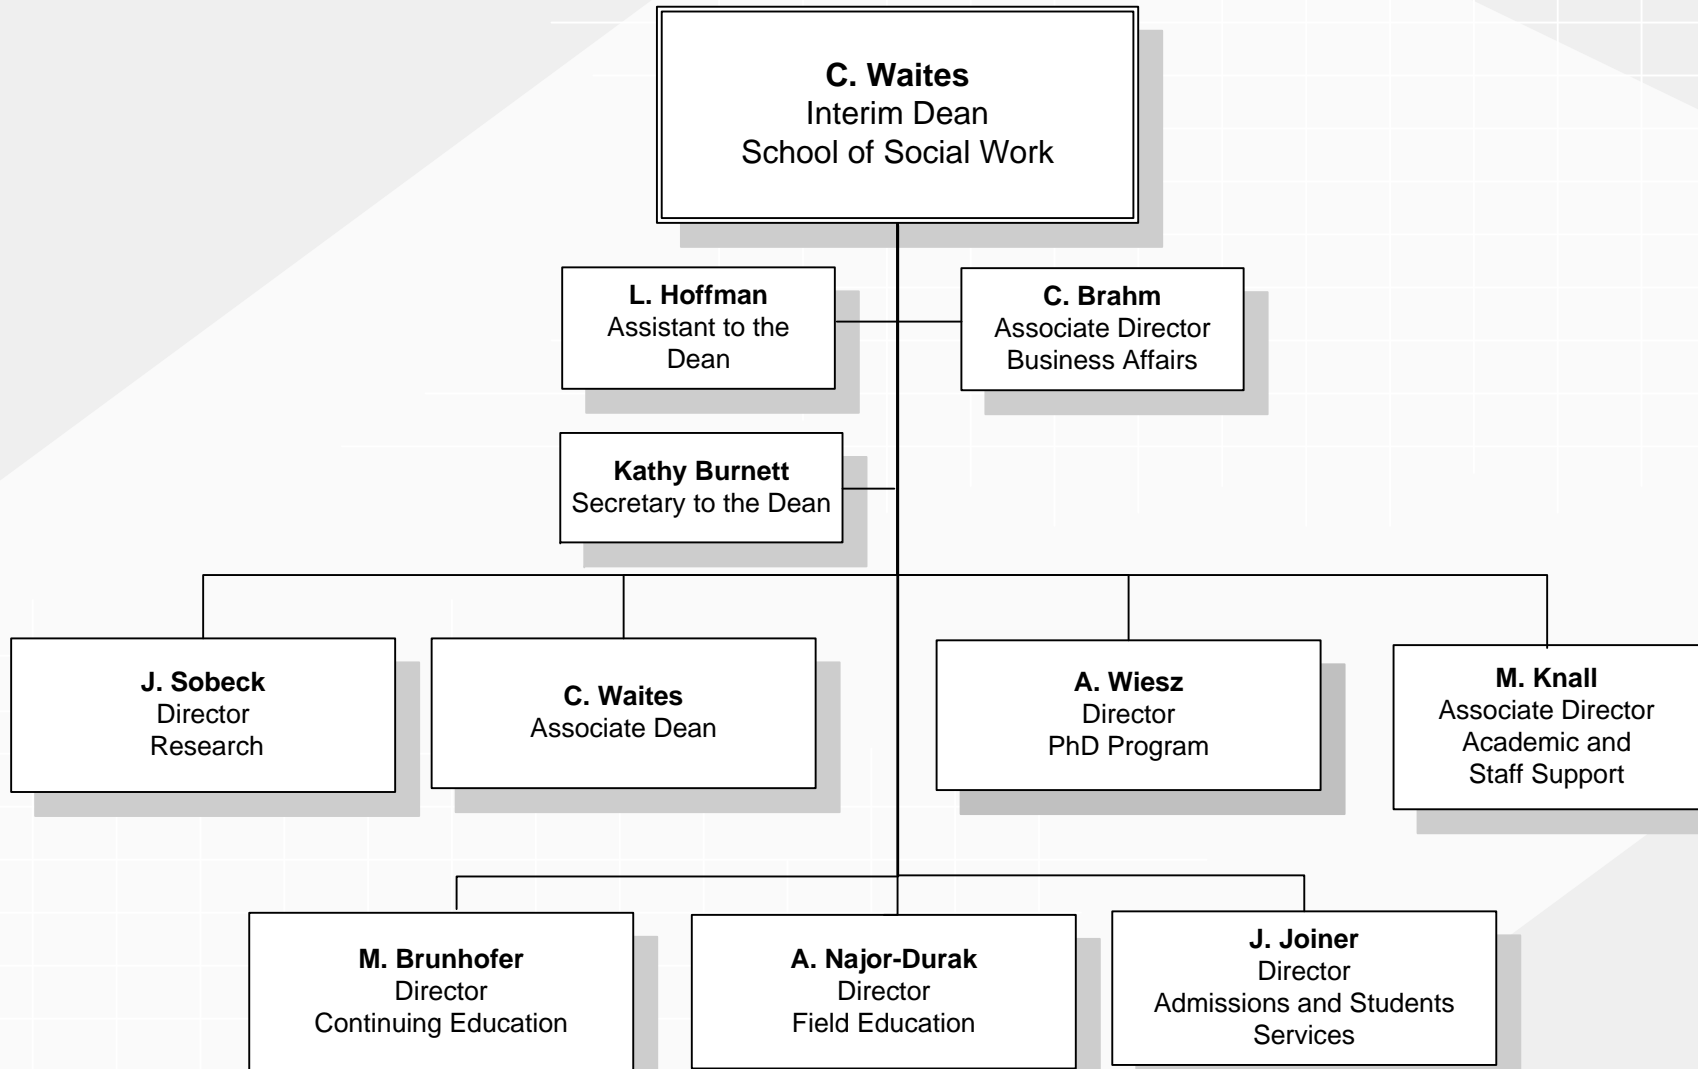 C. Waites
Interim Dean
School of Social Work
L. Hoffman
Assistant to the
Dean
C. Brahm
Associate Director
Business Affairs
Kathy Burnett
Secretary to the Dean
J. Sobeck
Director
Research
C. Waites
Associate Dean
A. Wiesz
Director
PhD Program
M. Knall
Associate Director
Academic and
Staff Support
M. Brunhofer
Director
Continuing Education
A. Najor-Durak
Director
Field Education
J. Joiner
Director
Admissions and Students
Services